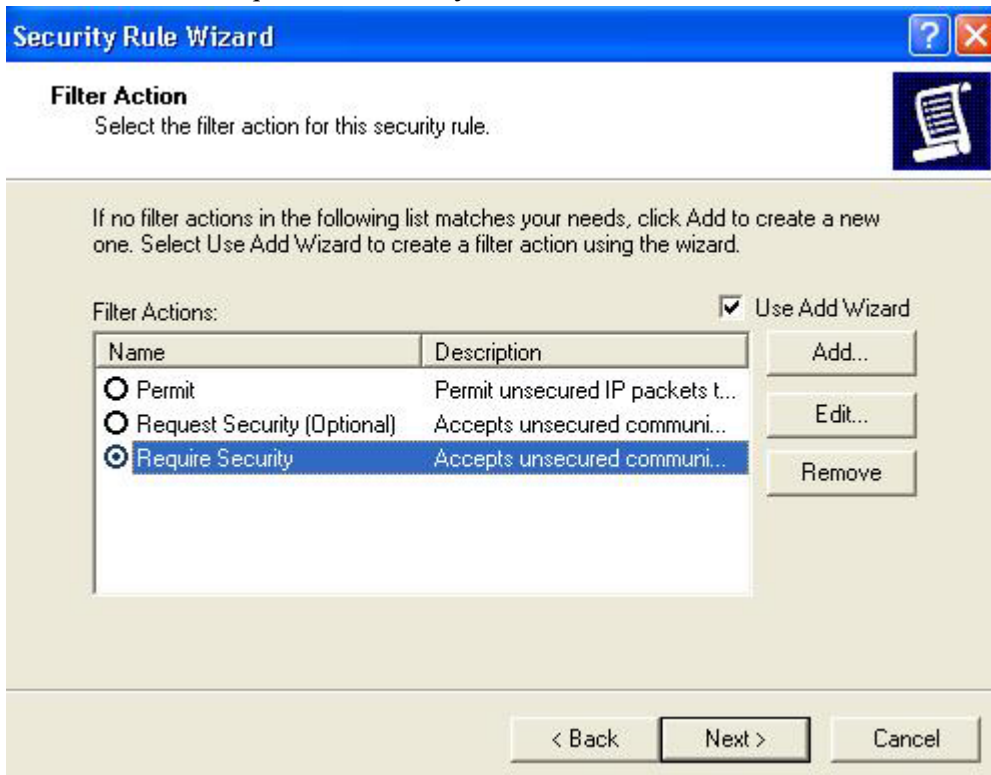 Security Rule Wizard
Filter Action
Select the filter action for this security rule.
If no filter actions in the following list matches your needs, click Add to create a new
one. Select Use Add Wizard to create a filter action using the wizard.
Filter Actions:
Use Add Wizard
Name Description
Add...
Permit Permit unsecured IP packets t...
Request Security (Optional) Accepts unsecured communi...
Edit...
Require Security Accepts unsecured communi...
Remove
< Back Next > Cancel